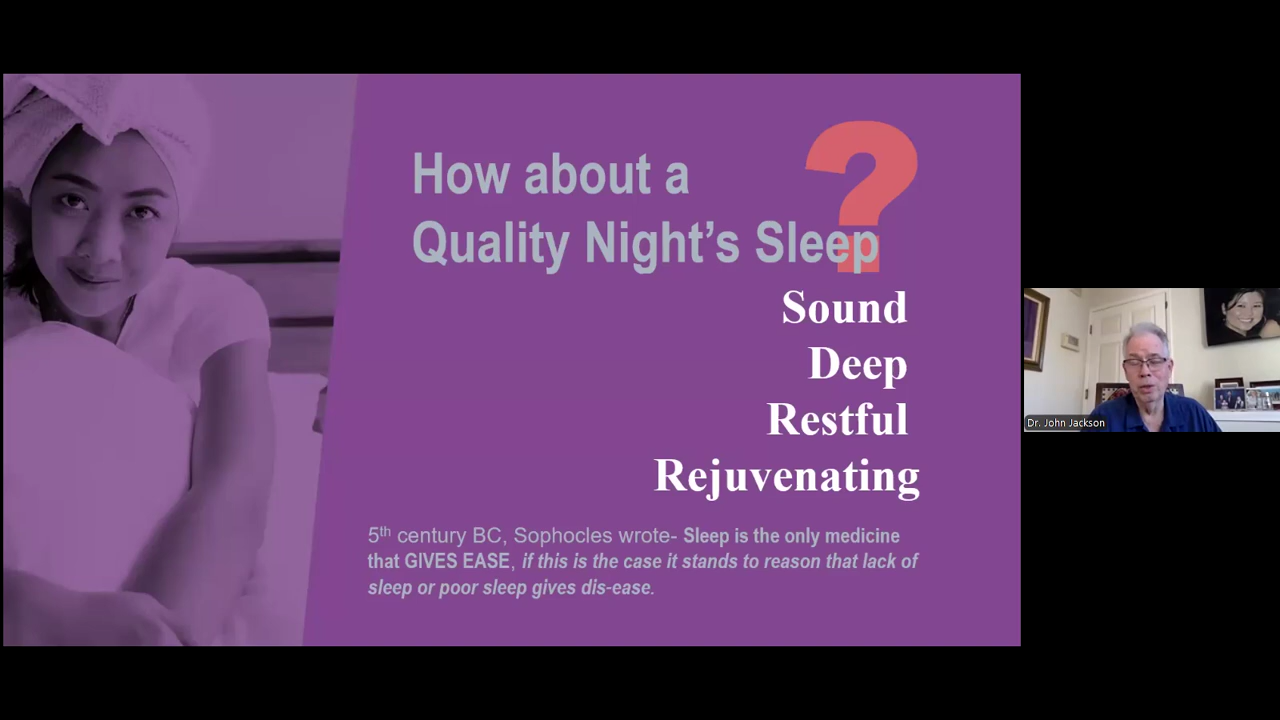 How about a
Quality Night's Sleep
?
Sound
Deep
Restful
Rejuvenating
5th century BC, Sophocles wrote- Sleep is the only medicine
that GIVES EASE, if this is the case it stands to reason that lack of
sleep or poor sleep gives dis-ease.
Dr. John Jackson